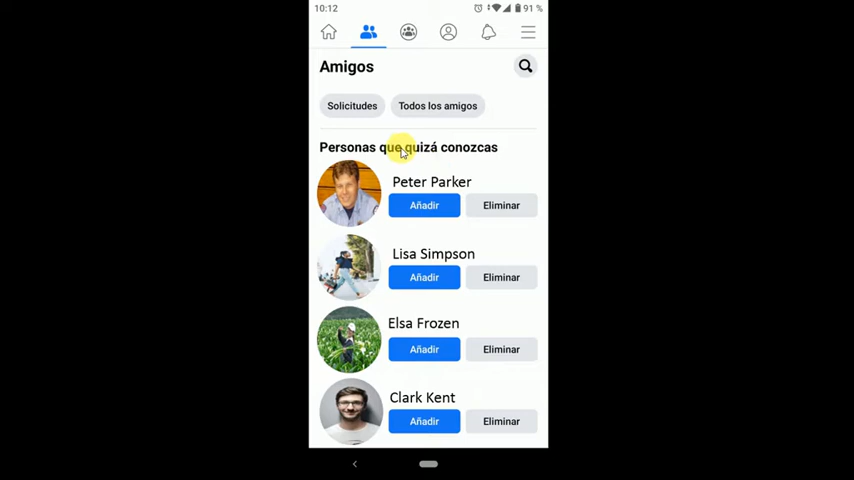 10:12
91 %
Amigos
Solicitudes
Todos los amigos
Personas que quizá conozcas
Peter Parker
Añadir
Eliminar
Lisa Simpson
Añadir
Eliminar
Elsa Frozen
Añadir
Eliminar
Clark Kent
Añadir
Eliminar